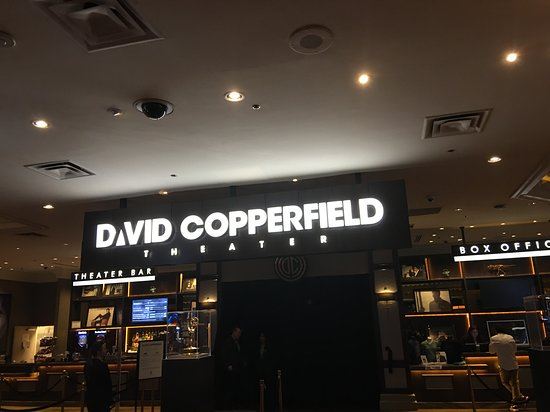 DAVID COPPERFIELD
THEATER
THEATER BAR
BOX OFFIC